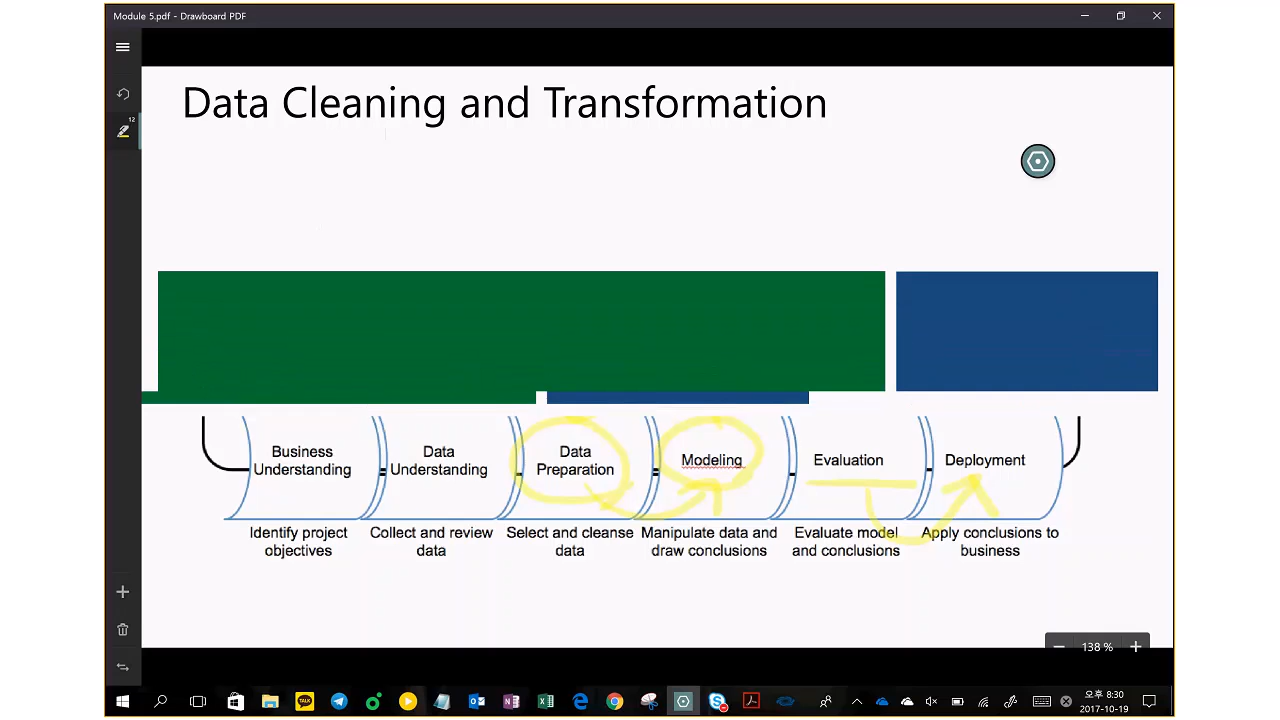 Module 5.pdf - Drawboard PDF
12
Data Cleaning and Transformation
Business
Understanding
Data
Understanding
Data
Preparation
Modeling
Evaluation
Deployment
Identify project
objectives
Collect and review
data
Select and cleanse
data
Manipulate data and
draw conclusions
Evaluate model
and conclusions
Apply conclusions to
business
138 %
TALK
오후 8:30
2017-10-19